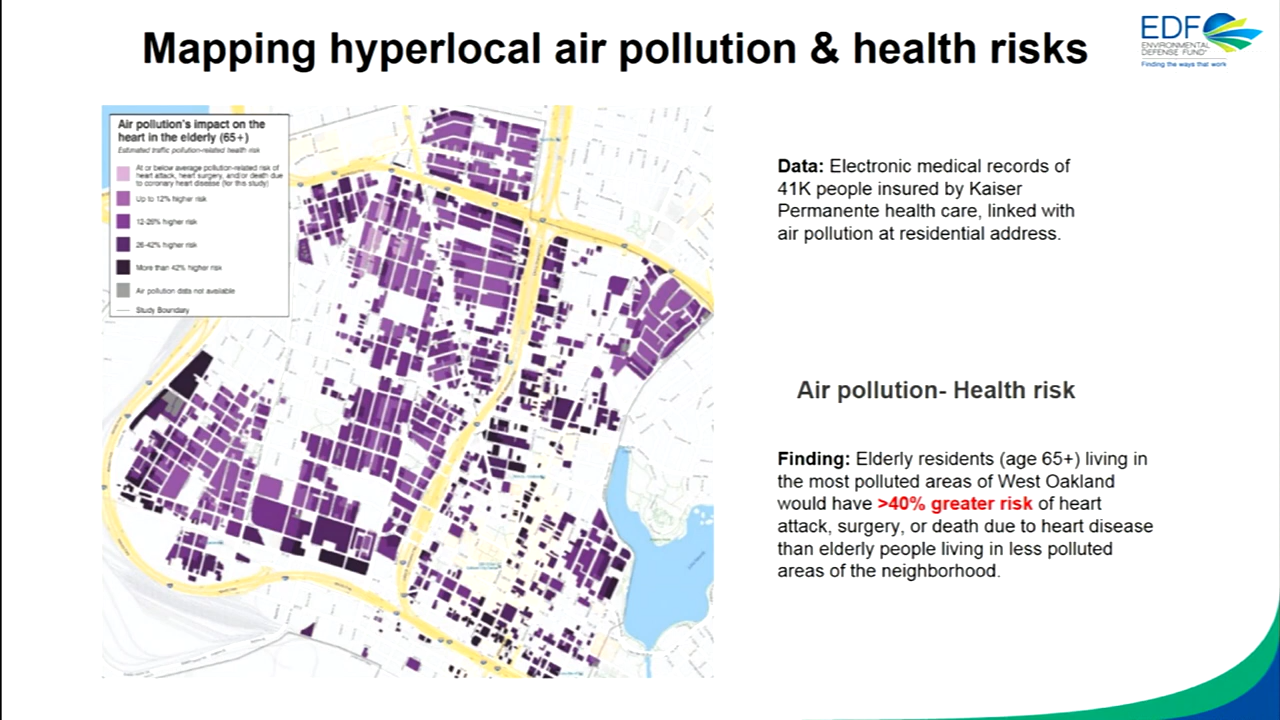 Mapping hyperlocal air pollution & health risks
EDF
ENVIRONMENTAL
DEFENSE FUND
Finding the ways that work
Air pollution's impact on the
heart in the elderly (65+)
Estimated traffic pollution-related health risk
At or below average pollution-related risk of
heart attack, heart surgery, and/or death due
to coronary heart disease (for this study)
Up to 12% higher risk
12-26% higher risk
26-42% higher risk
More than 42% higher risk
Air pollution data not available
Study Boundary
Data: Electronic medical records of
41K people insured by Kaiser
Permanente health care, linked with
air pollution at residential address.
Air pollution- Health risk
Finding: Elderly residents (age 65+) living in
the most polluted areas of West Oakland
would have >40% greater risk of heart
attack, surgery, or death due to heart disease
than elderly people living in less polluted
areas of the neighborhood.